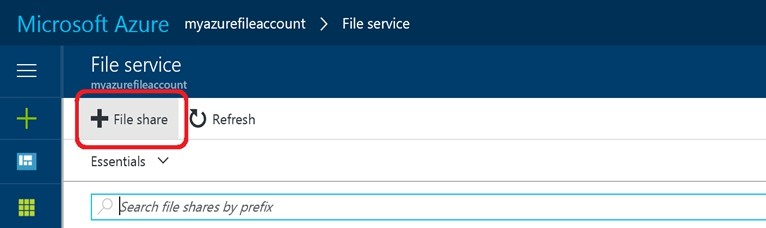 Microsoft Azure myazurefileaccount > File service
File service
myazurefileaccount
+ File share Refresh
Essentials
Search file shares by prefix